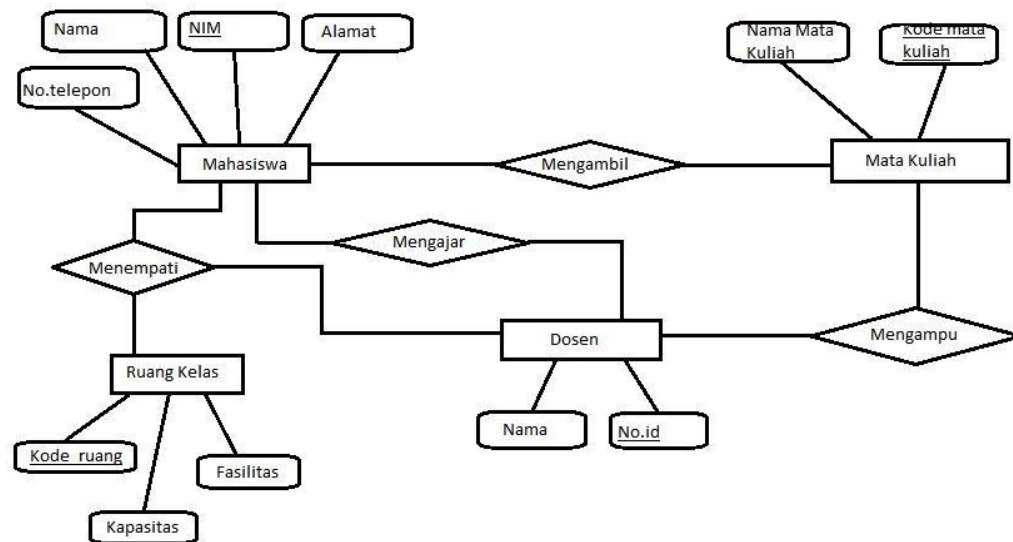 Nama
NIM
Alamat
Nama Mata
Kuliah
Kode mata
kuliah
No.telepon
Mahasiswa
Mengambil
Mata Kuliah
Mengajar
Menempati
Dosen
Mengampu
Ruang Kelas
Nama
No.id
Kode ruang
Fasilitas
Kapasitas